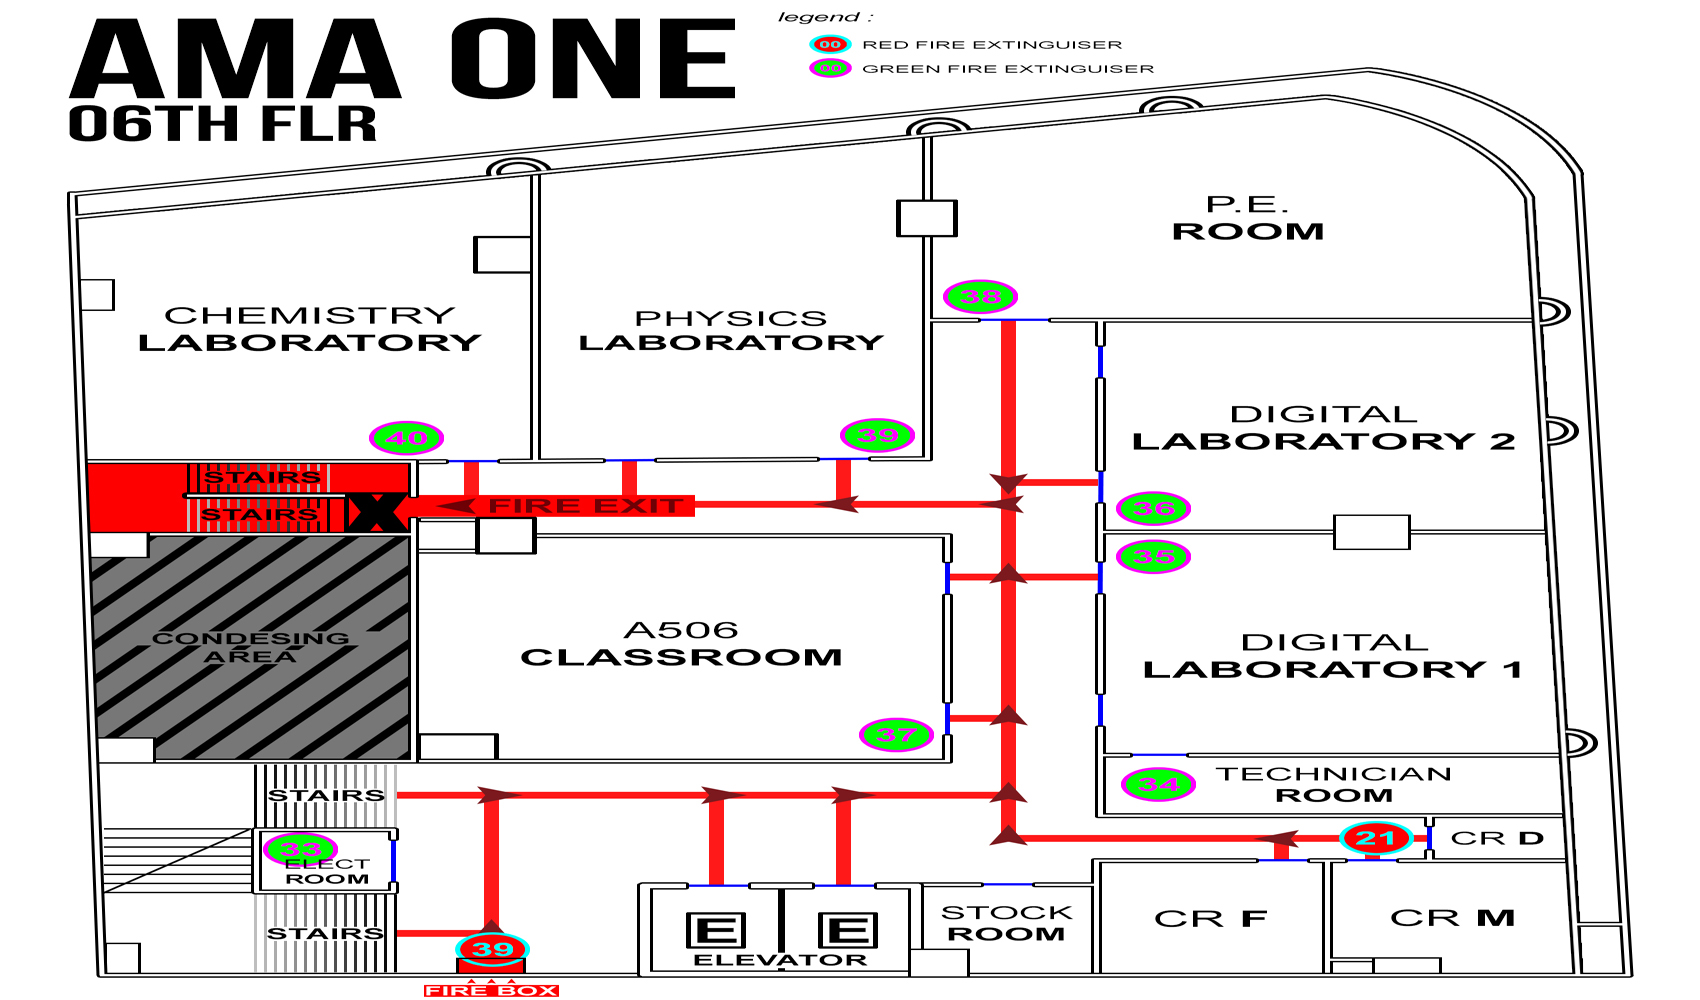 AMA ONE
06TH FLR
legend :
00 RED FIRE EXTINGUISER
00 GREEN FIRE EXTINGUISER
P.E.
ROOM
CHEMISTRY
LABORATORY
PHYSICS
LABORATORY
38
DIGITAL
LABORATORY 2
40
39
STAIRS
STAIRS
X
FIRE EXIT
36
35
CONDESING
AREA
A506
CLASSROOM
DIGITAL
LABORATORY 1
37
34
TECHNICIAN
ROOM
STAIRS
33
ELECT
ROOM
21
CR D
STAIRS
39
FIRE BOX
E
E
ELEVATOR
STOCK
ROOM
CR F
CR M